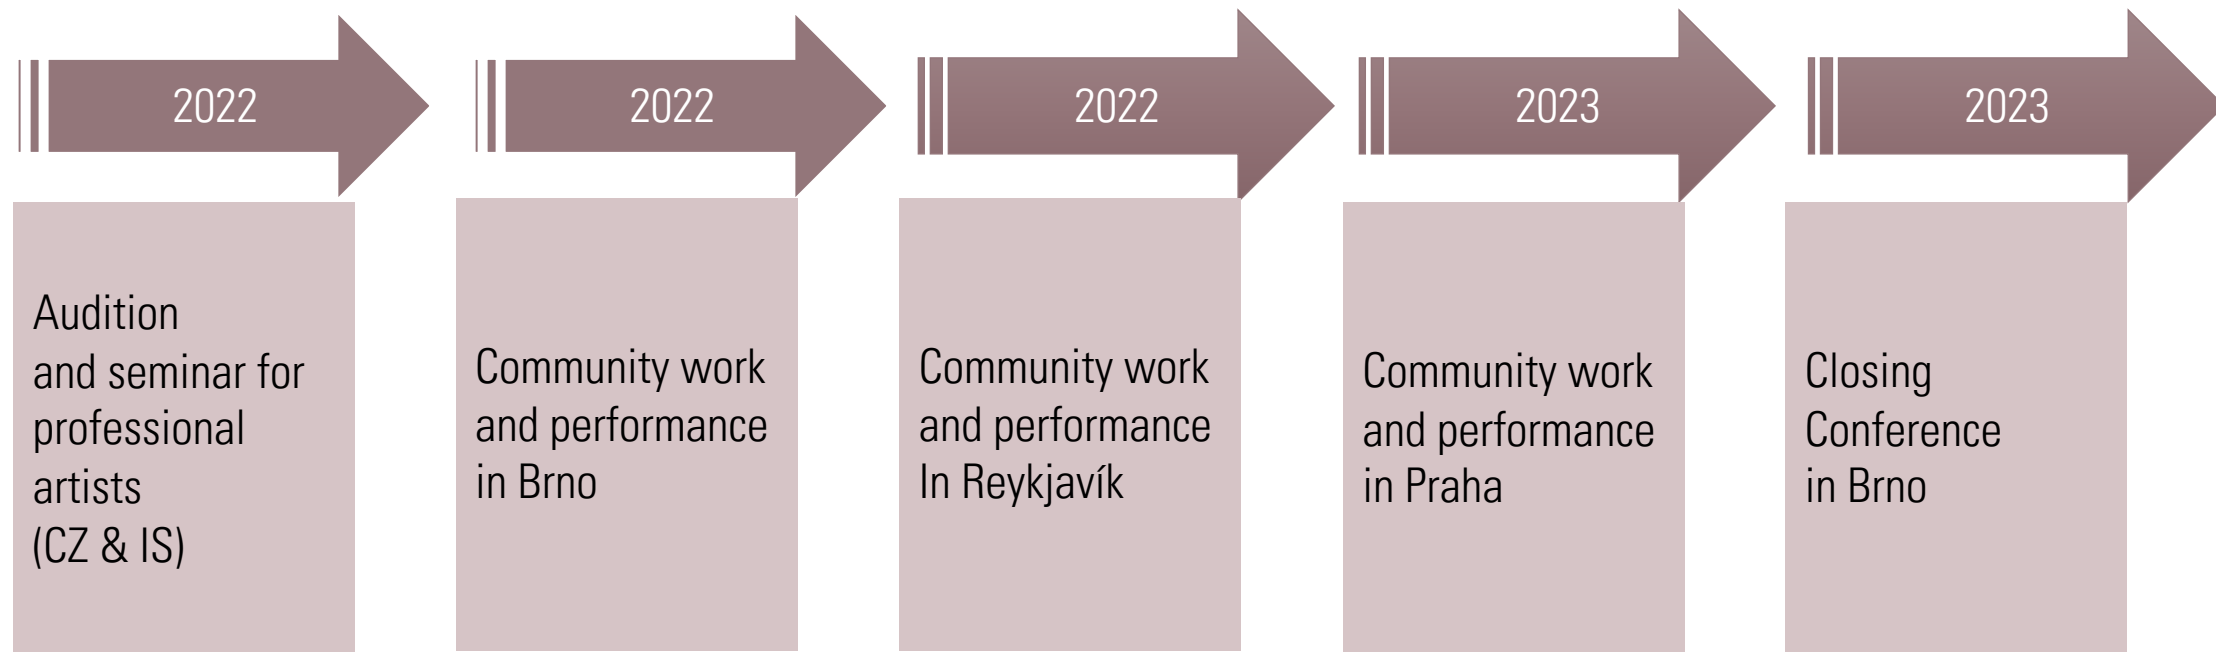 2022
Audition
and seminar for
professional
artists
(CZ & IS)
2022
Community work
and performance
in Brno
2022
Community work
and performance
In Reykjavík
2023
Community work
and performance
in Praha
2023
Closing
Conference
in Brno